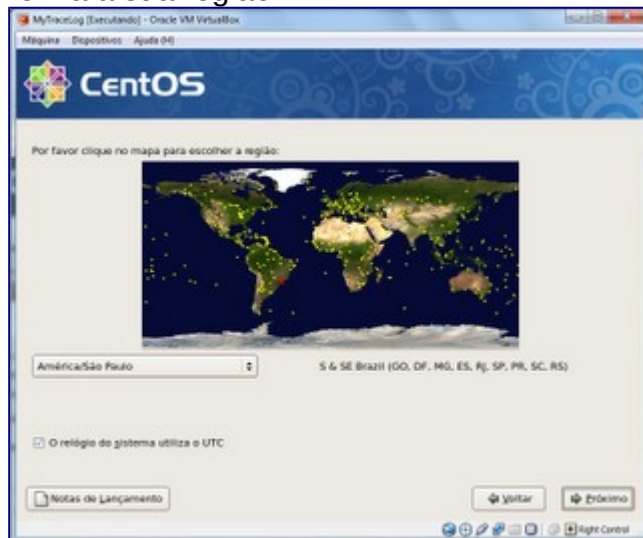 MyTraceLog [Executando] - Oracle VM VirtualBox
Máquina Dispositivos Ajuda (H)
CentOS
Por favor clique no mapa para escolher a região:
América/São Paulo
S & SE Brazil (GO, DF, MG, ES, RJ, SP, PR, SC, RS)
O relógio do sistema utiliza o UTC
Notas de Lançamento
Voltar
Próximo
Right Control